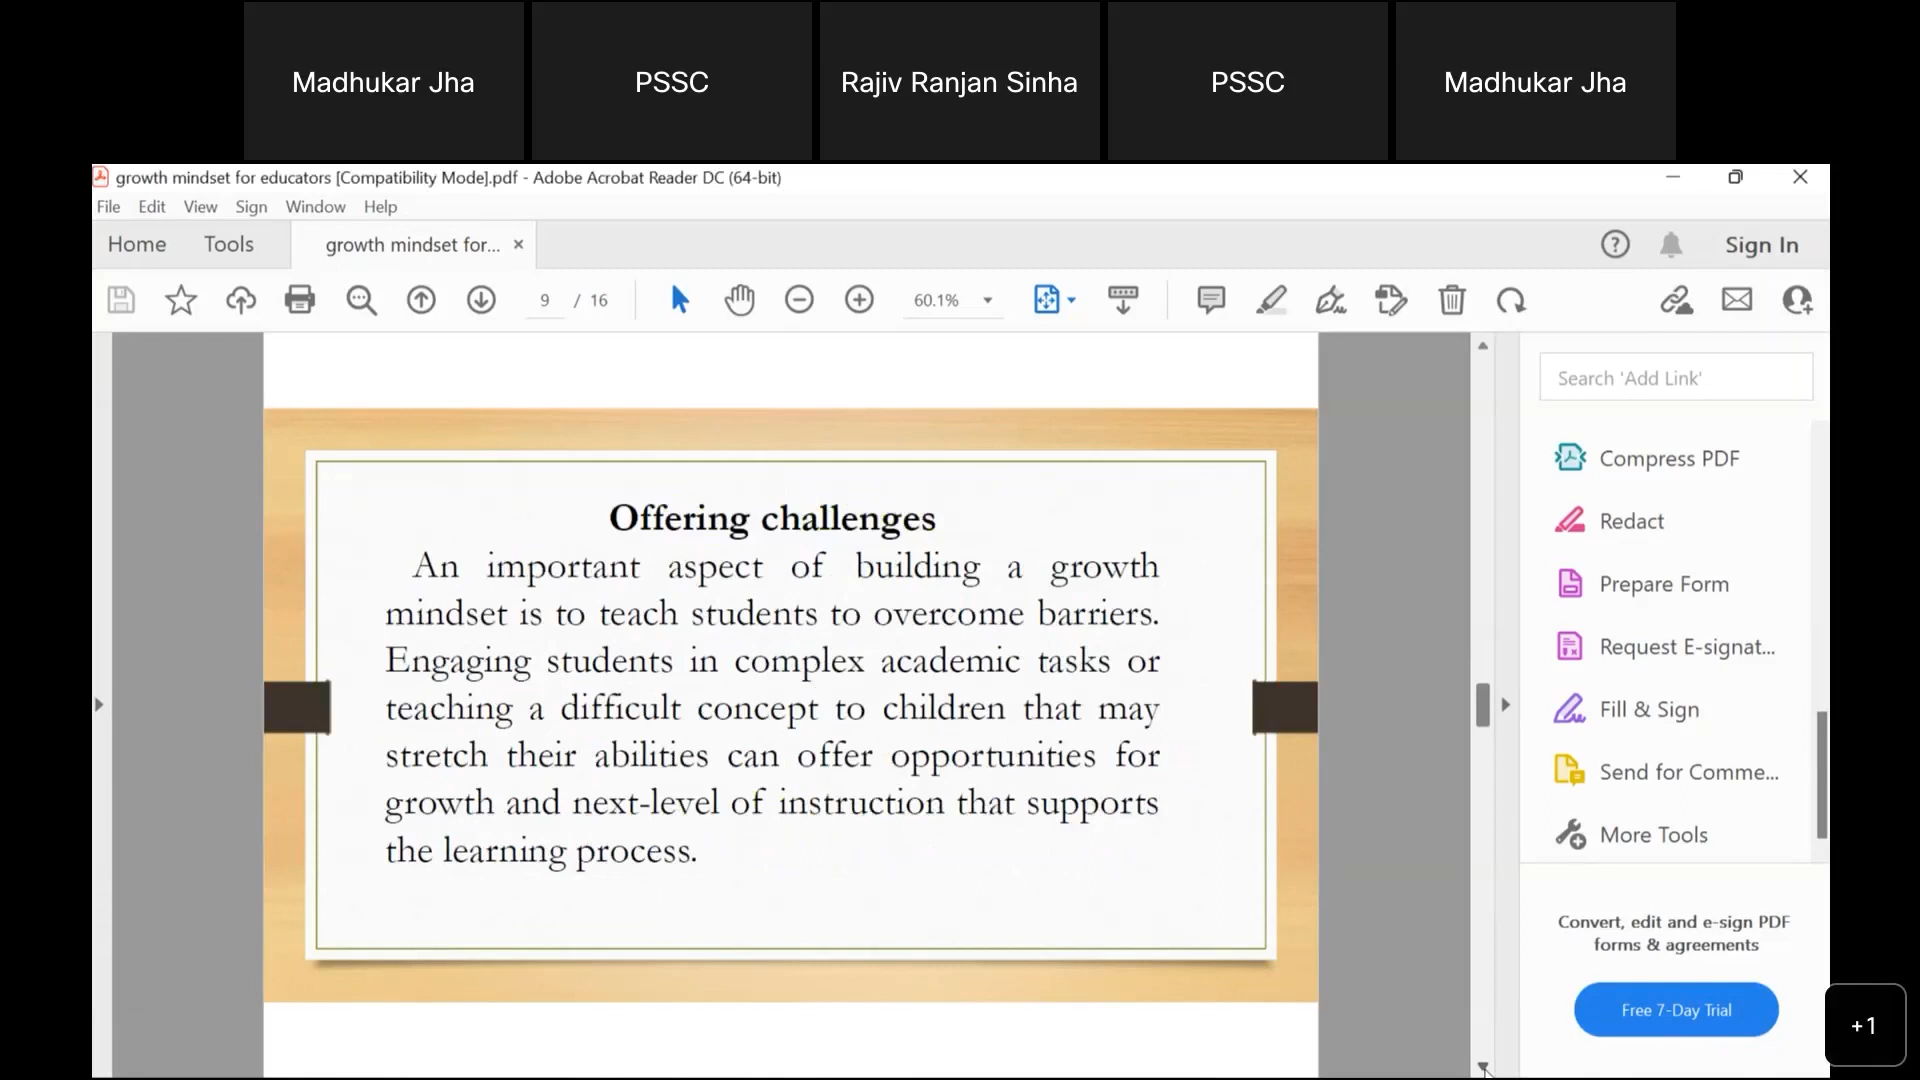 Madhukar Jha
PSSC
Rajiv Ranjan Sinha
PSSC
Madhukar Jha
growth mindset for educators [Compatibility Mode].pdf - Adobe Acrobat Reader DC (64-bit)
File Edit View Sign Window Help
Home Tools growth mindset for... × Sign In
9 / 16 60.1%
Offering challenges
An important aspect of building a growth
mindset is to teach students to overcome barriers.
Engaging students in complex academic tasks or
teaching a difficult concept to children that may
stretch their abilities can offer opportunities for
growth and next-level of instruction that supports
the learning process.
Search 'Add Link'
Compress PDF
Redact
Prepare Form
Request E-signat...
Fill & Sign
Send for Comme...
More Tools
Convert, edit and e-sign PDF
forms & agreements
Free 7-Day Trial
+1